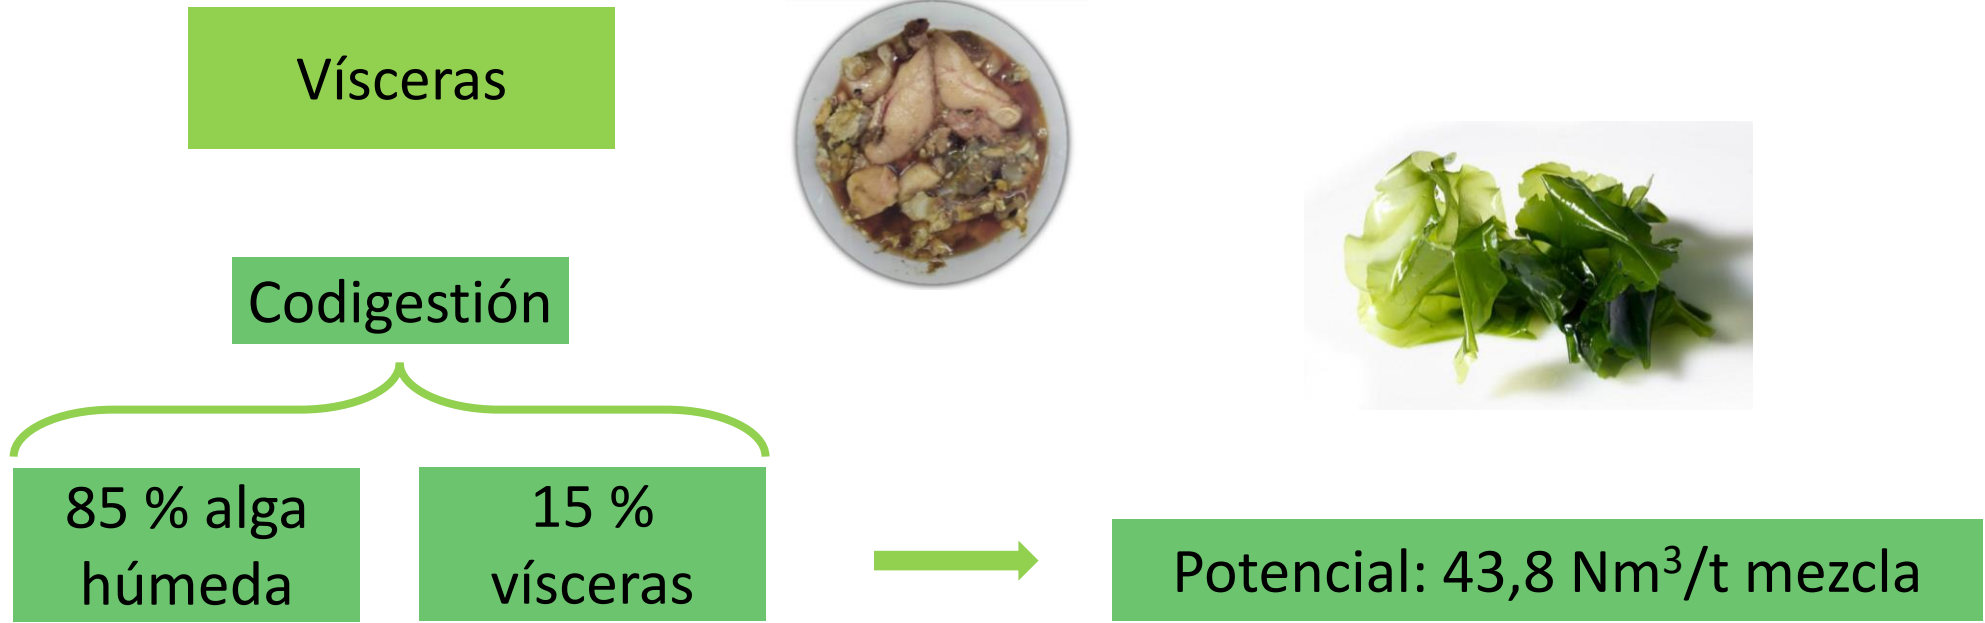 Vísceras
Codigestión
85 % alga
húmeda
15 %
vísceras
Potencial: 43,8 Nm³/t mezcla